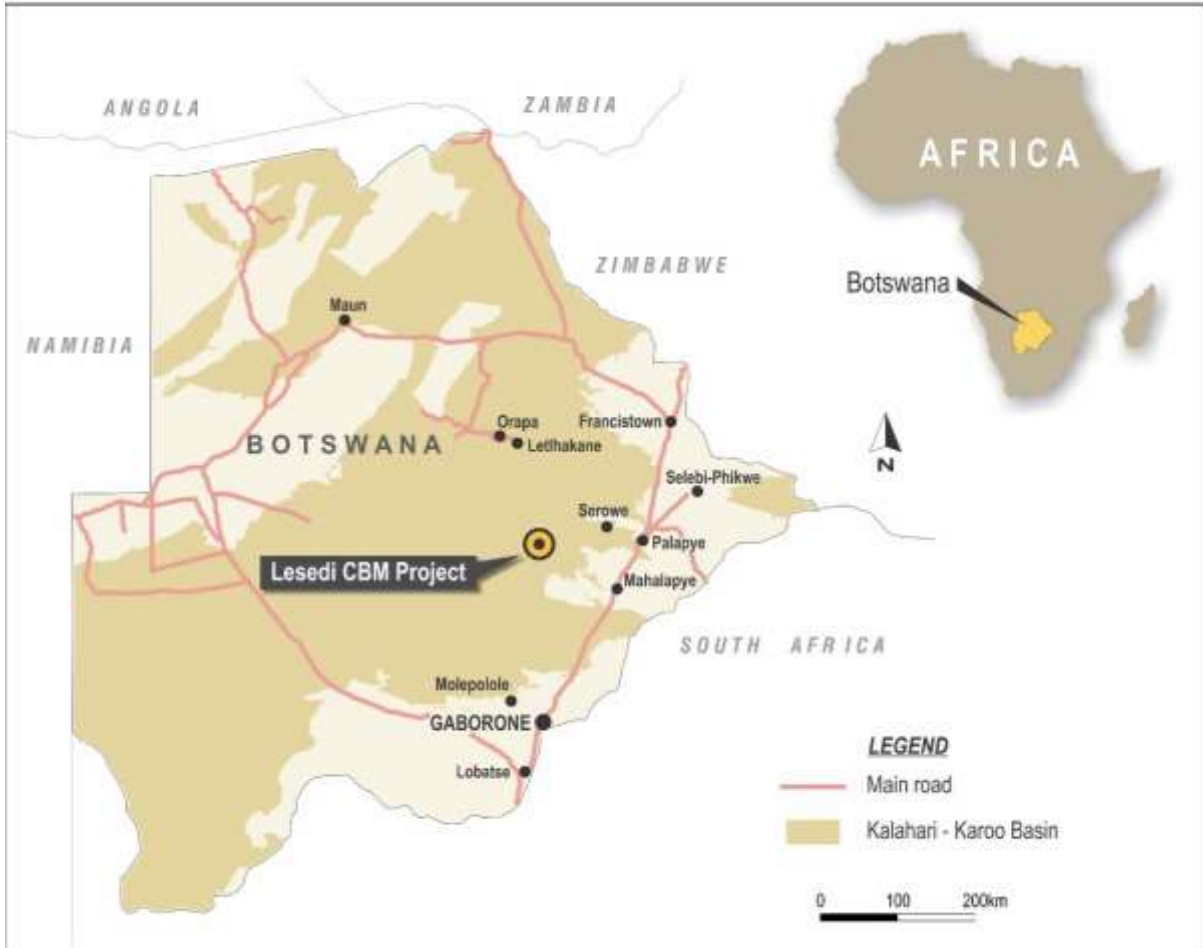 ANGOLA
ZAMBIA
AFRICA
ZIMBABWE
Botswana
Maun
NAMIBIA
Orapa
Francistown
BOTSWANA
Letlhakane
N
Selebi-Phikwe
Serowe
Palapye
Lesedi CBM Project
Mahalapye
SOUTH AFRICA
Molepolole
GABORONE
LEGEND
Lobatse
Main road
Kalahari - Karoo Basin
0 100 200km